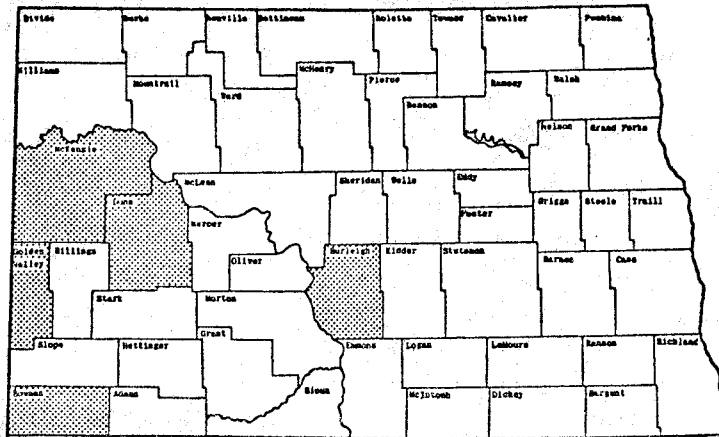 Divide Burke Renville Bottineau Rolette Towner Cavalier Pembina
Williams Mountrail Ward McHenry Pierce Benson Ramsey Walsh
Nelson Grand Forks
McKenzie Dunn McLean Sheridan Wells Eddy
Foster Griggs Steele Traill
Mercer
Oliver
Golden Valley Billings Burleigh Kidder Stutsman Barnes Cass
Stark Morton
Grant
Slope Hettinger Emmons Logan LaMoure Ransom Richland
Sioux
Bowman Adams McIntosh Dickey Sargent